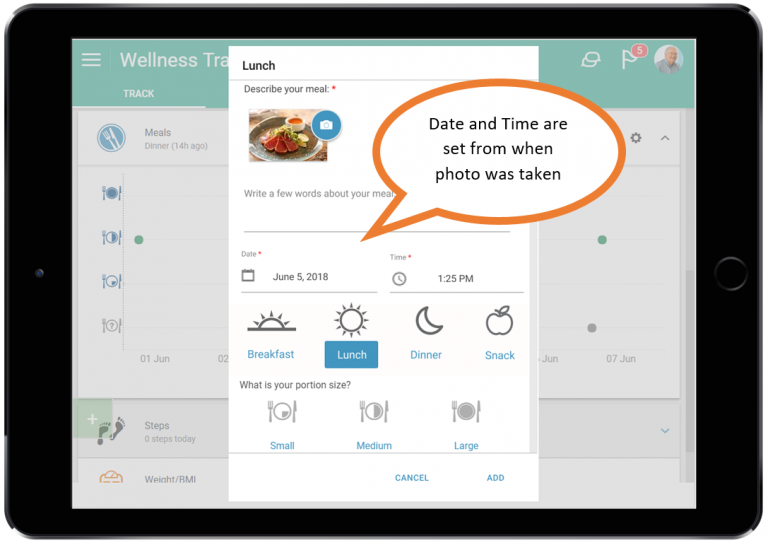 Wellness Tra
5
TRACK
Meals
Dinner (14h ago)
Lunch
Describe your meal: *
Date and Time are
set from when
photo was taken
Write a few words about your meal
Date *
June 5, 2018
Time *
1:25 PM
Breakfast
Lunch
Dinner
Snack
?
01 Jun
02
Jun
07 Jun
What is your portion size?
Small
Medium
Large
+
Steps
0 steps today
Weight/BMI
CANCEL
ADD